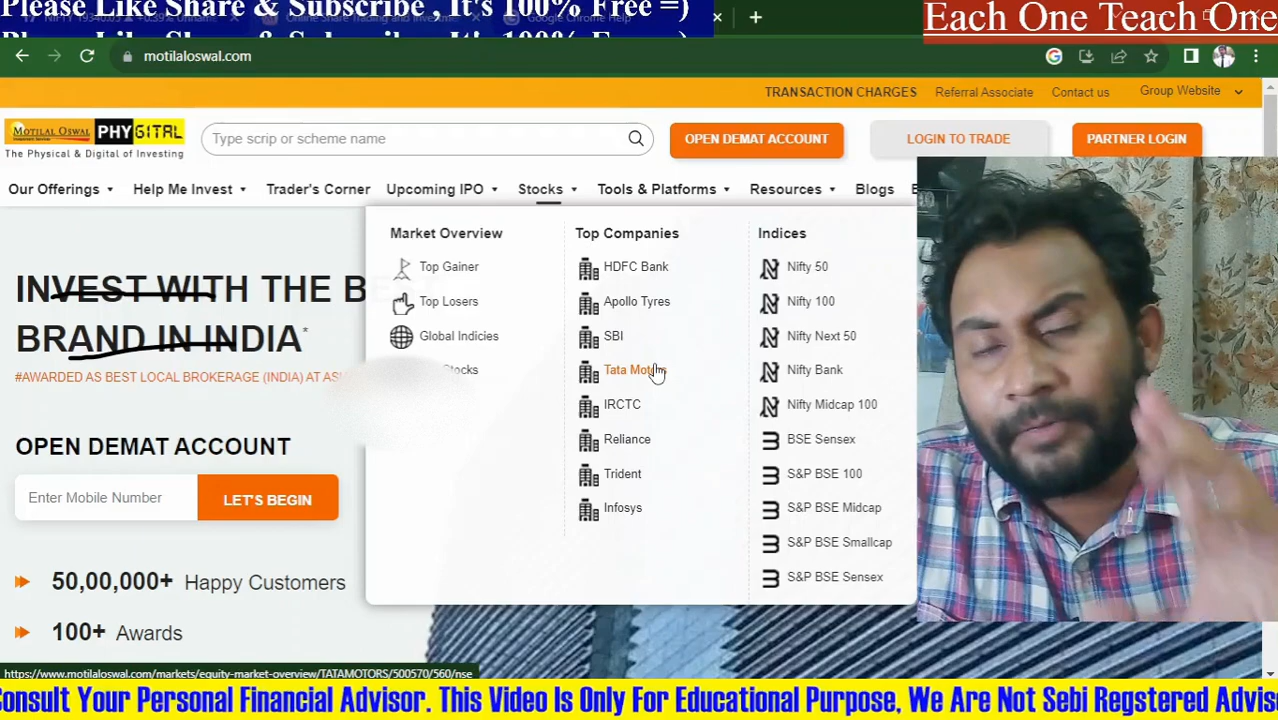 Please Like Share & Subscribe , It's 100% Free =)
Each One Teach One
motilaloswal.com
TRANSACTION CHARGES
Referral Associate
Contact us
Group Website
MOTILAL OSWAL PHYGITAL
The Physical & Digital of Investing
Type scrip or scheme name
OPEN DEMAT ACCOUNT
LOGIN TO TRADE
PARTNER LOGIN
Our Offerings
Help Me Invest
Trader's Corner
Upcoming IPO
Stocks
Tools & Platforms
Resources
Blogs
INVEST WITH THE B
BRAND IN INDIA*
#AWARDED AS BEST LOCAL BROKERAGE (INDIA) AT
OPEN DEMAT ACCOUNT
Enter Mobile Number
LET'S BEGIN
50,00,000+ Happy Customers
100+ Awards
Market Overview
Top Gainer
Top Losers
Global Indicies
Stocks
Top Companies
HDFC Bank
Apollo Tyres
SBI
Tata
IRCTC
Reliance
Trident
Infosys
Indices
Nifty 50
Nifty 100
Nifty Next 50
Nifty Bank
Nifty Midcap 100
BSE Sensex
S&P BSE 100
S&P BSE Midcap
S&P BSE Smallcap
S&P BSE Sensex
https://www.motilaloswal.com/markets/equity-market-overview/TATAMOTORS/500570/560/nse
Consult Your Personal Financial Advisor. This Video Is Only For Educational Purpose, We Are Not Sebi Regstered Advis